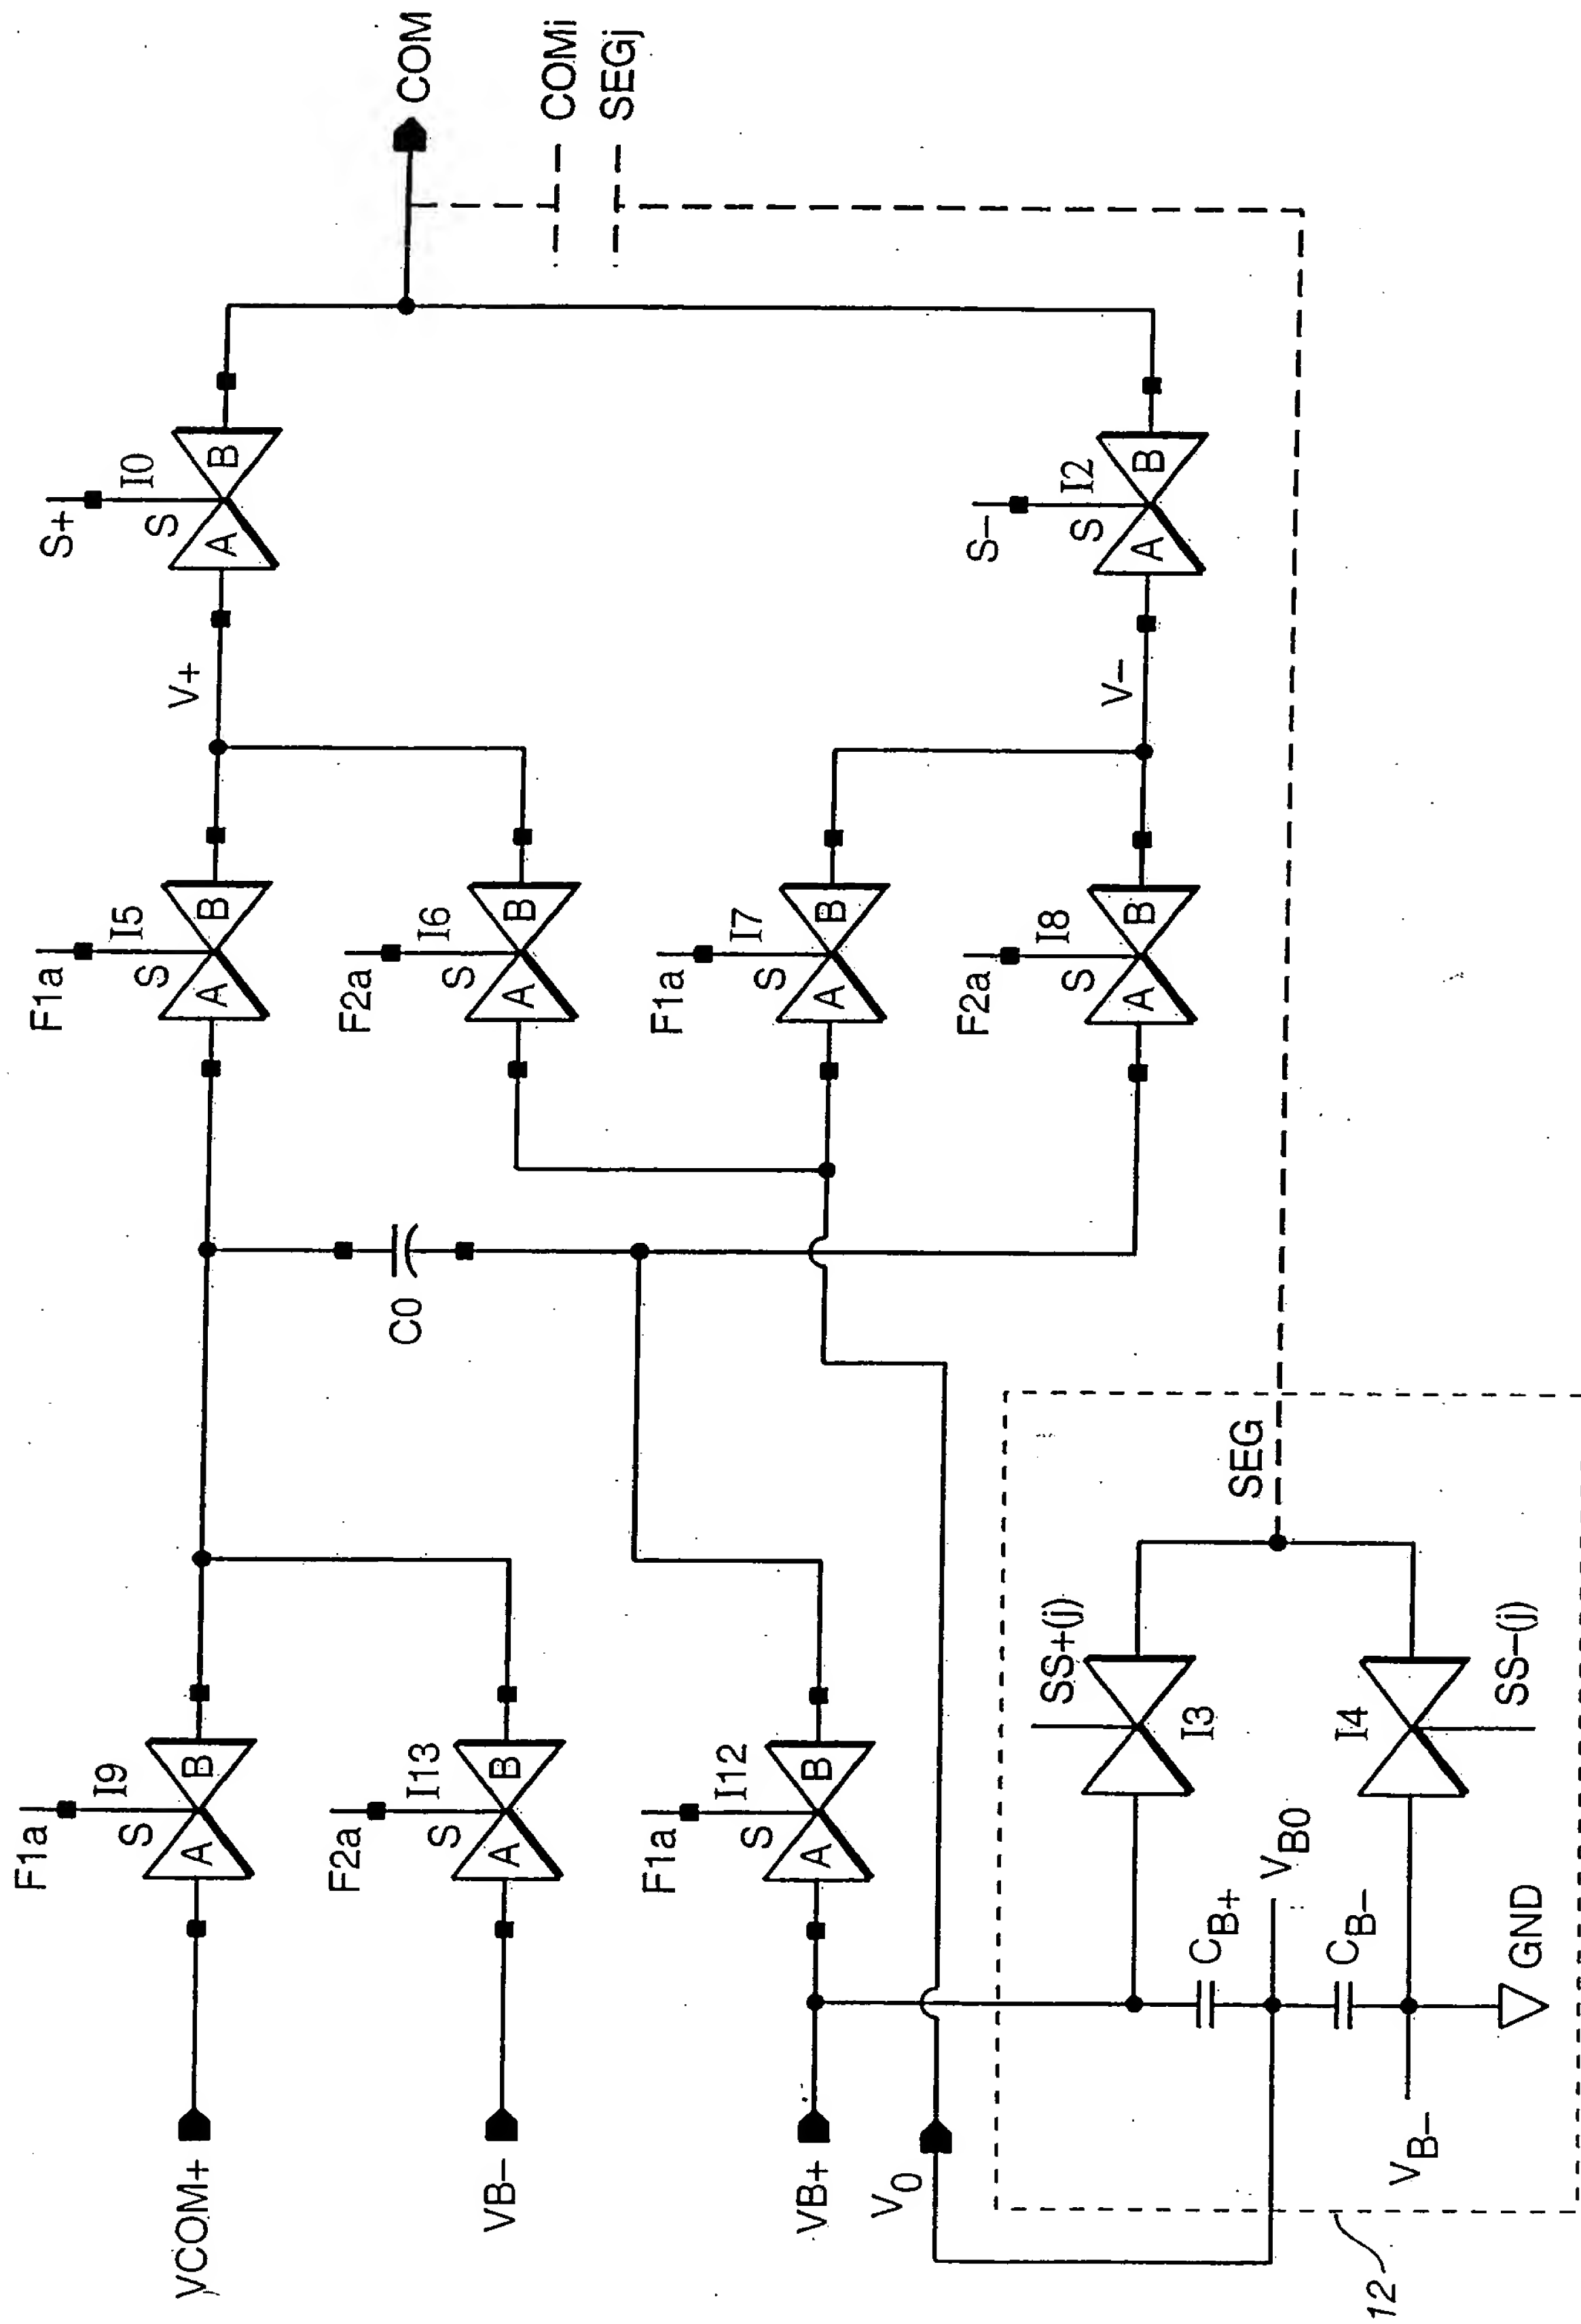 VCOM+
F1a
S
I9
A
B
VB−
F2a
S
I13
A
B
VB+
F1a
S
I12
A
B
V0
C0
F1a
S
I5
A
B
F2a
S
I6
A
B
F1a
S
I7
A
B
F2a
S
I8
A
B
V+
V−
S+
S
I0
A
B
S−
S
I2
A
B
COM
COMi
SEGj
SEG
SS+(j)
I3
I4
SS−(j)
CB+
VB0
CB−
VB−
GND
12